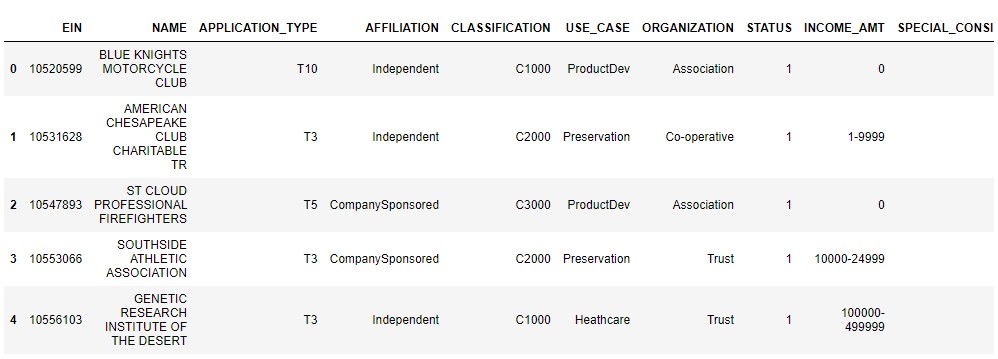 EIN NAME APPLICATION_TYPE AFFILIATION CLASSIFICATION USE_CASE ORGANIZATION STATUS INCOME_AMT SPECIAL_CONSI
0 10520599 BLUE KNIGHTS MOTORCYCLE CLUB T10 Independent C1000 ProductDev Association 1 0
1 10531628 AMERICAN CHESAPEAKE CLUB CHARITABLE TR T3 Independent C2000 Preservation Co-operative 1 1-9999
2 10547893 ST CLOUD PROFESSIONAL FIREFIGHTERS T5 CompanySponsored C3000 ProductDev Association 1 0
3 10553066 SOUTHSIDE ATHLETIC ASSOCIATION T3 CompanySponsored C2000 Preservation Trust 1 10000-24999
4 10556103 GENETIC RESEARCH INSTITUTE OF THE DESERT T3 Independent C1000 Heathcare Trust 1 100000-499999